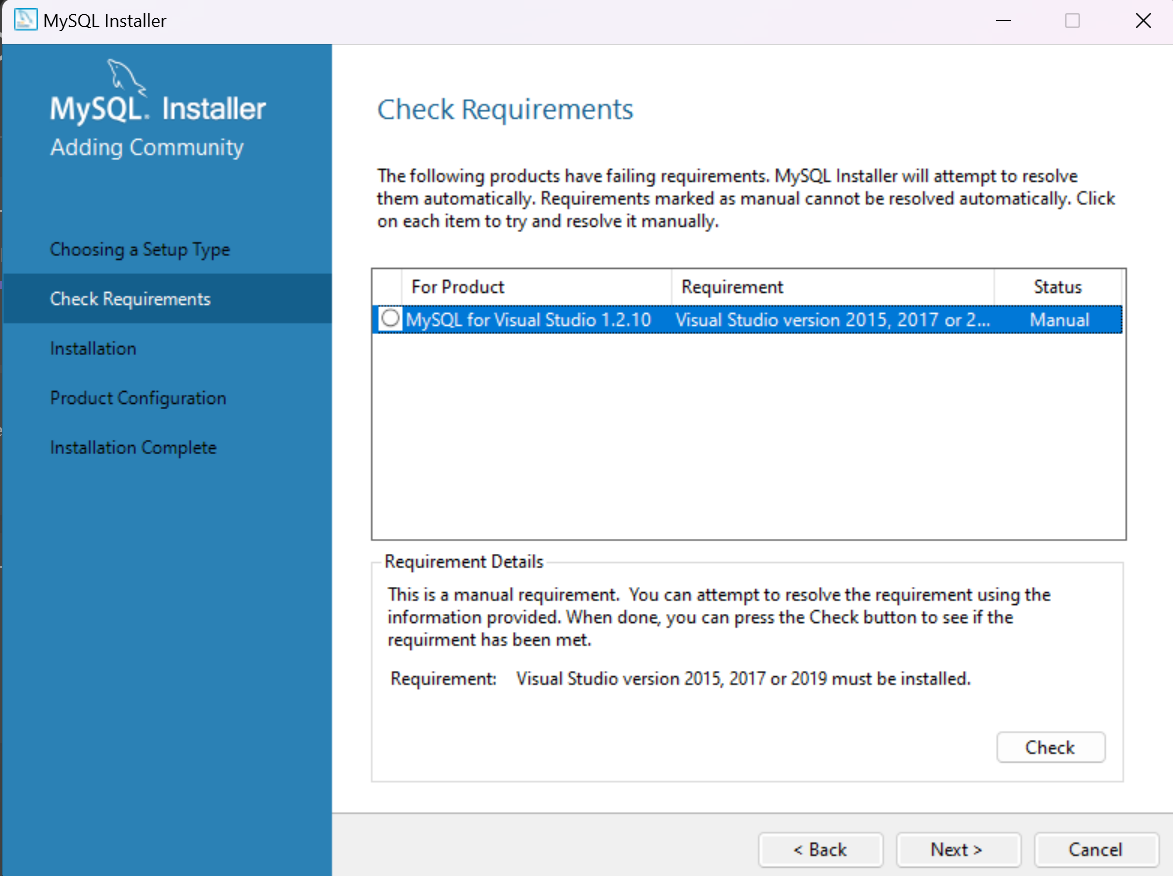 MySQL Installer
MySQL. Installer
Adding Community
Choosing a Setup Type
Check Requirements
Installation
Product Configuration
Installation Complete
Check Requirements
The following products have failing requirements. MySQL Installer will attempt to resolve
them automatically. Requirements marked as manual cannot be resolved automatically. Click
on each item to try and resolve it manually.
For Product Requirement Status
MySQL for Visual Studio 1.2.10 Visual Studio version 2015, 2017 or 2... Manual
Requirement Details
This is a manual requirement.  You can attempt to resolve the requirement using the
information provided. When done, you can press the Check button to see if the
requirment has been met.
Requirement: Visual Studio version 2015, 2017 or 2019 must be installed.
Check
< Back Next > Cancel